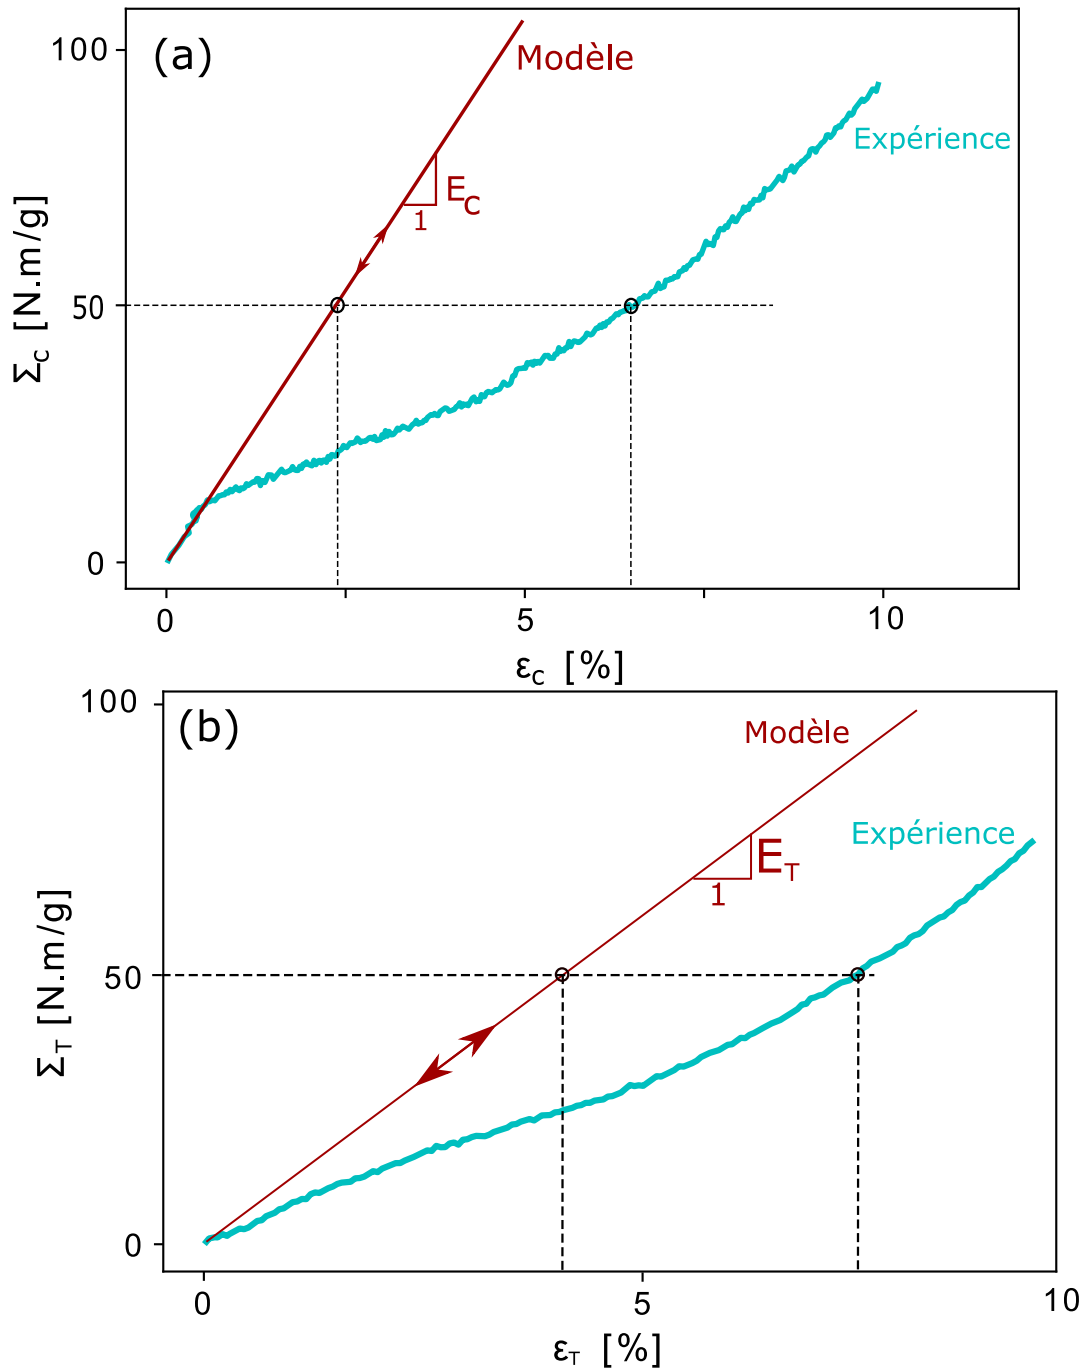 (a)
100
Modèle
Expérience
E_C
1
50
Σ_C [N.m/g]
0
0
5
10
ε_C [%]
(b)
100
Modèle
Expérience
E_T
1
50
Σ_T [N.m/g]
0
0
5
10
ε_T [%]